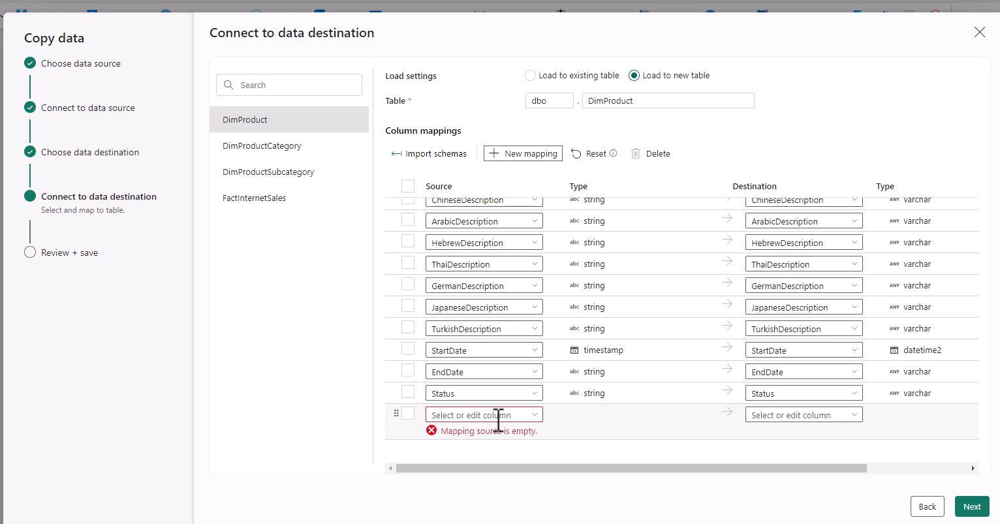 Copy data
Choose data source
Connect to data source
Choose data destination
Connect to data destination
Select and map to table.
Review + save
Connect to data destination
Search
DimProduct
DimProductCategory
DimProductSubcategory
FactInternetSales
Load settings
Load to existing table
Load to new table
Table *
dbo . DimProduct
Column mappings
Import schemas
New mapping
Reset
Delete
Source Type Destination Type
ChineseDescription abc string ChineseDescription ANY varchar
ArabicDescription abc string ArabicDescription ANY varchar
HebrewDescription abc string HebrewDescription ANY varchar
ThaiDescription abc string ThaiDescription ANY varchar
GermanDescription abc string GermanDescription ANY varchar
JapaneseDescription abc string JapaneseDescription ANY varchar
TurkishDescription abc string TurkishDescription ANY varchar
StartDate timestamp StartDate datetime2
EndDate abc string EndDate ANY varchar
Status abc string Status ANY varchar
Select or edit column Select or edit column
Mapping source is empty.
Back
Next